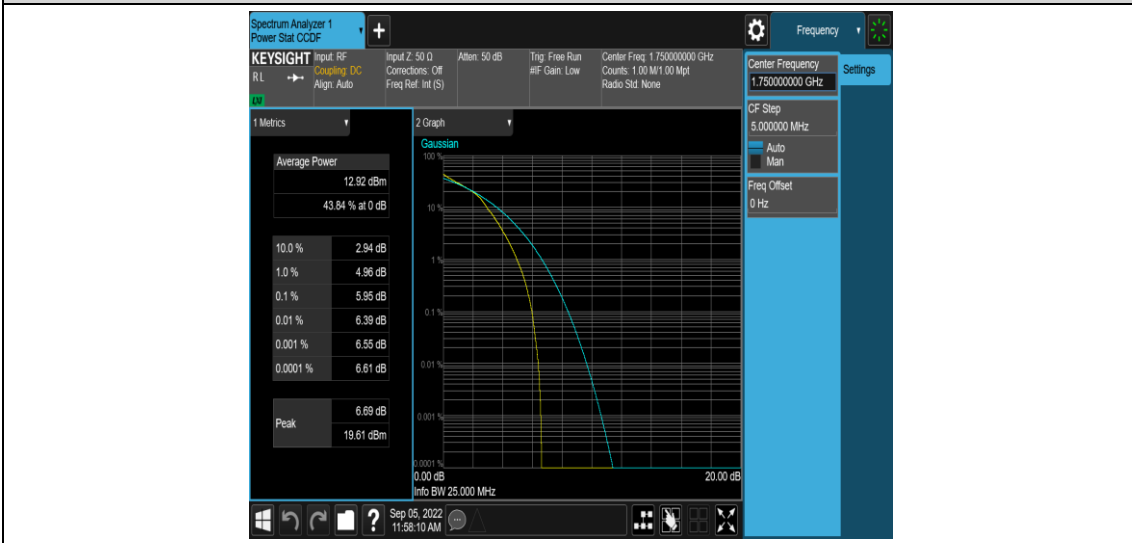 Spectrum Analyzer 1
Power Stat CCDF
+
Frequency
KEYSIGHT
RL
LXI
Input: RF
Coupling: DC
Align: Auto
Input Z: 50 Ω
Corrections: Off
Freq Ref: Int (S)
Atten: 50 dB
Trig: Free Run
#IF Gain: Low
Center Freq: 1.750000000 GHz
Counts: 1.00 M/1.00 Mpt
Radio Std: None
Center Frequency
1.750000000 GHz
Settings
CF Step
5.000000 MHz
Auto
Man
Freq Offset
0 Hz
1 Metrics
Average Power
12.92 dBm
43.84 % at 0 dB
10.0 % 2.94 dB
1.0 % 4.96 dB
0.1 % 5.95 dB
0.01 % 6.39 dB
0.001 % 6.55 dB
0.0001 % 6.61 dB
Peak
6.69 dB
19.61 dBm
2 Graph
Gaussian
100 %
10 %
1 %
0.1 %
0.01 %
0.001 %
0.0001 %
0.00 dB 20.00 dB
Info BW 25.000 MHz
?
Sep 05, 2022
11:58:10 AM